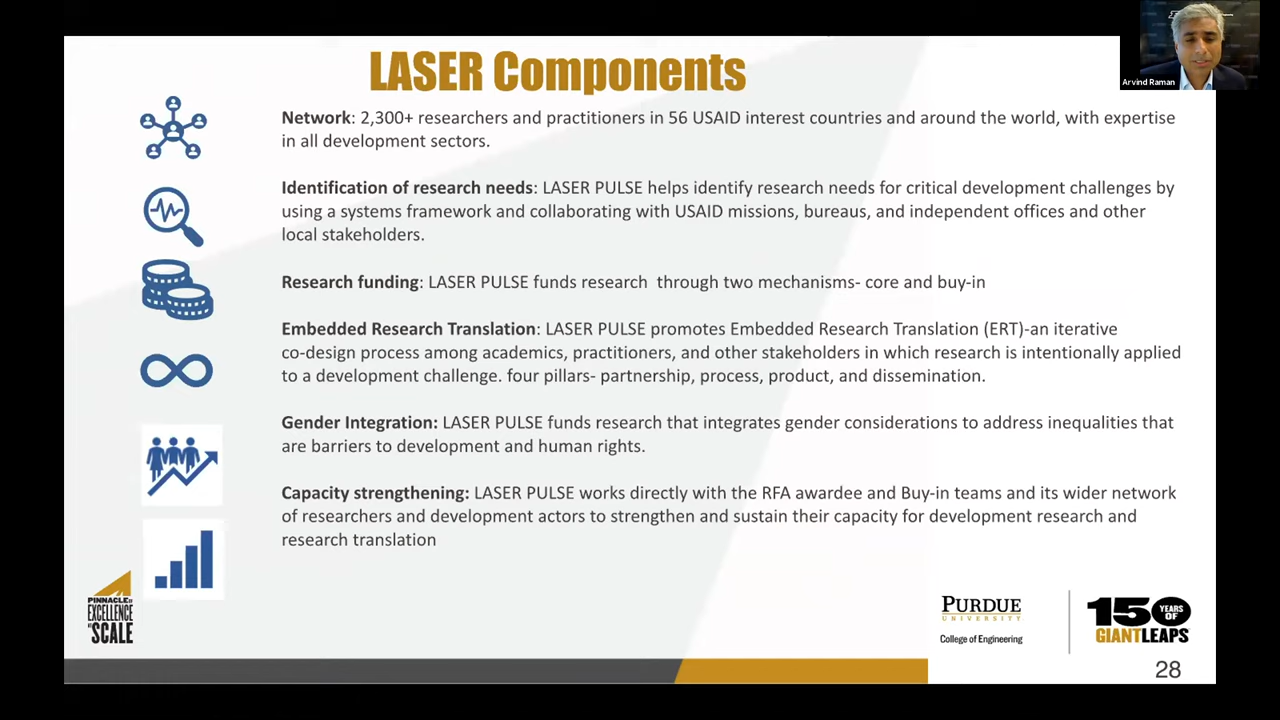 LASER Components
Arvind Raman
Network: 2,300+ researchers and practitioners in 56 USAID interest countries and around the world, with expertise
in all development sectors.
Identification of research needs: LASER PULSE helps identify research needs for critical development challenges by
using a systems framework and collaborating with USAID missions, bureaus, and independent offices and other
local stakeholders.
Research funding: LASER PULSE funds research  through two mechanisms- core and buy-in
Embedded Research Translation: LASER PULSE promotes Embedded Research Translation (ERT)-an iterative
co-design process among academics, practitioners, and other stakeholders in which research is intentionally applied
to a development challenge. four pillars- partnership, process, product, and dissemination.
Gender Integration: LASER PULSE funds research that integrates gender considerations to address inequalities that
are barriers to development and human rights.
Capacity strengthening: LASER PULSE works directly with the RFA awardee and Buy-in teams and its wider network
of researchers and development actors to strengthen and sustain their capacity for development research and
research translation
PINNACLE OF
EXCELLENCE
AT SCALE
PURDUE
UNIVERSITY
College of Engineering
150 YEARS OF
GIANT LEAPS
28